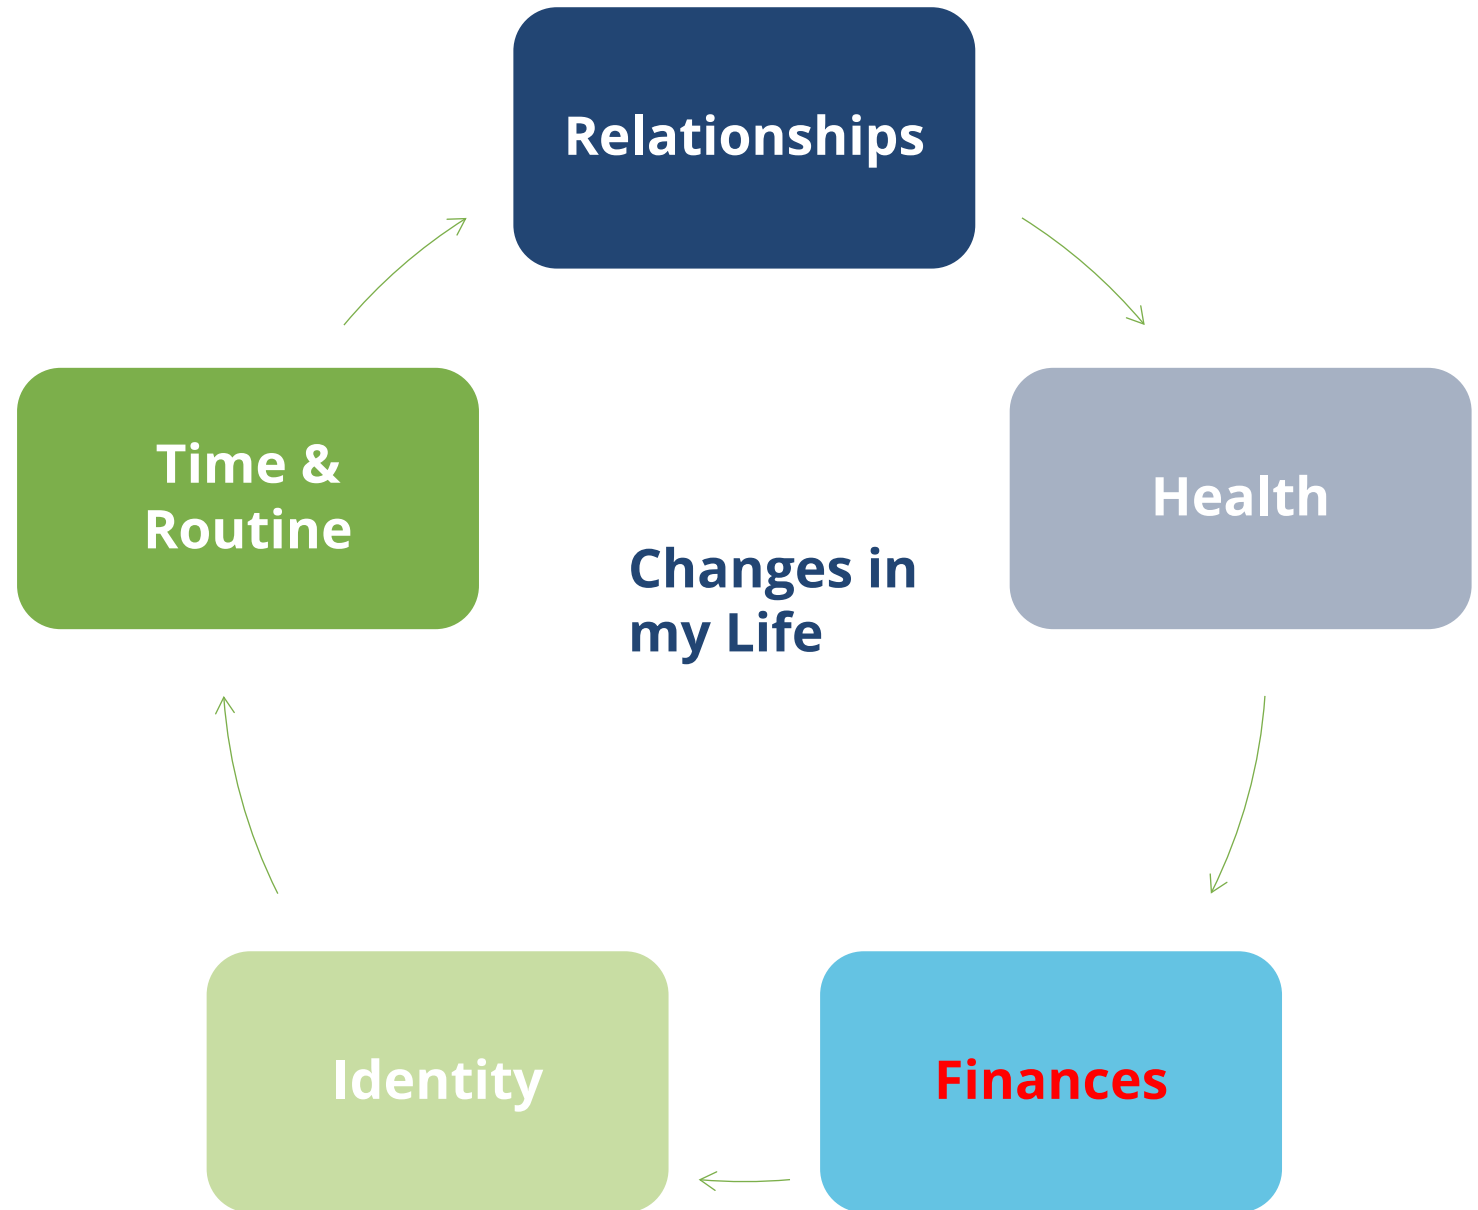 Relationships
Time &
Routine
Health
Changes in
my Life
Identity
Finances